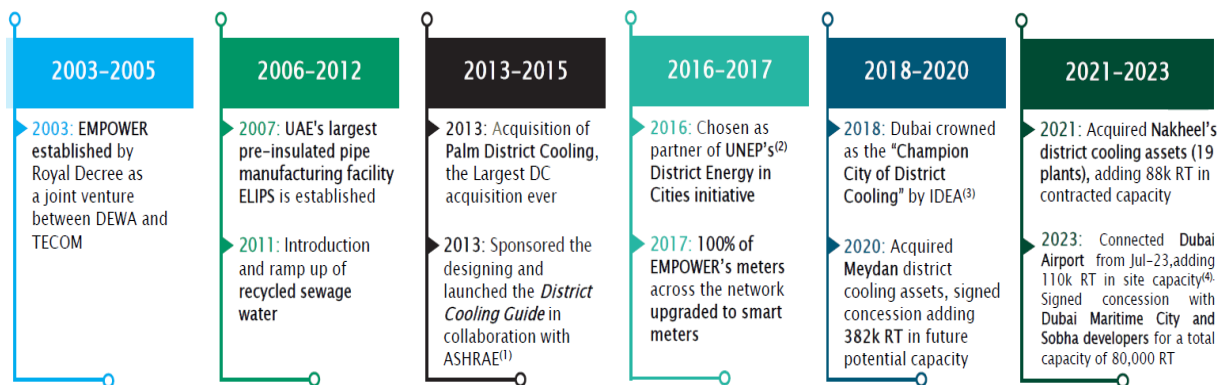 2003–2005
2003: EMPOWER
established by
Royal Decree as
a joint venture
between DEWA and
TECOM
2006–2012
2007: UAE's largest
pre-insulated pipe
manufacturing facility
ELIPS is established
2011: Introduction
and ramp up of
recycled sewage
water
2013–2015
2013: Acquisition of
Palm District Cooling,
the Largest DC
acquisition ever
2013: Sponsored the
designing and
launched the District
Cooling Guide in
collaboration with
ASHRAE(1)
2016–2017
2016: Chosen as
partner of UNEP's(2)
District Energy in
Cities initiative
2017: 100% of
EMPOWER's meters
across the network
upgraded to smart
meters
2018–2020
2018: Dubai crowned
as the "Champion
City of District
Cooling" by IDEA(3)
2020: Acquired
Meydan district
cooling assets, signed
concession adding
382k RT in future
potential capacity
2021–2023
2021: Acquired Nakheel's
district cooling assets (19
plants), adding 88k RT in
contracted capacity
2023: Connected Dubai
Airport from Jul-23,adding
110k RT in site capacity(4).
Signed concession with
Dubai Maritime City and
Sobha developers for a total
capacity of 80,000 RT